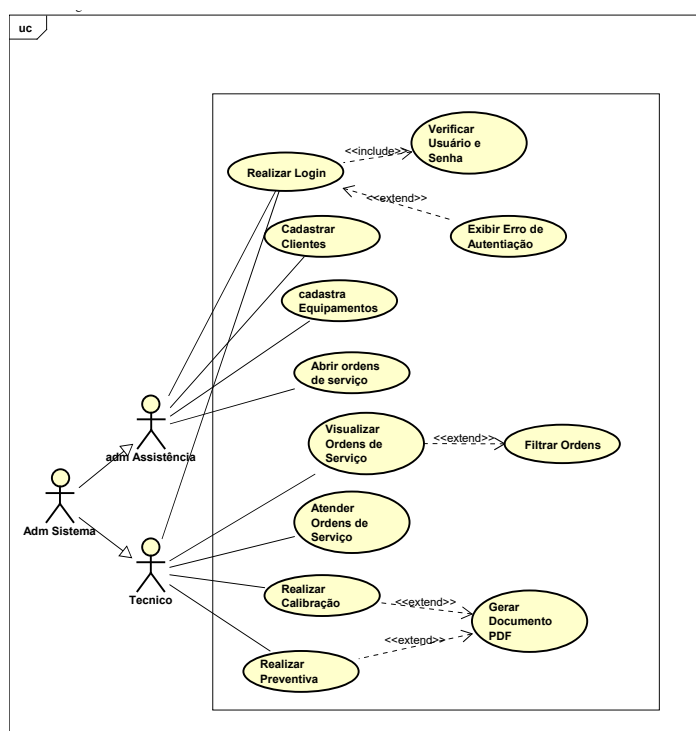 uc
Verificar
Usuário e
Senha
<<include>>
Realizar Login
<<extend>>
Cadastrar
Clientes
Exibir Erro de
Autentiação
cadastra
Equipamentos
Abrir ordens
de serviço
Visualizar
Ordens de
Serviço
<<extend>>
Filtrar Ordens
adm Assistência
Atender
Ordens de
Serviço
Adm Sistema
Tecnico
Realizar
Calibração
<<extend>>
Gerar
Documento
PDF
<<extend>>
Realizar
Preventiva